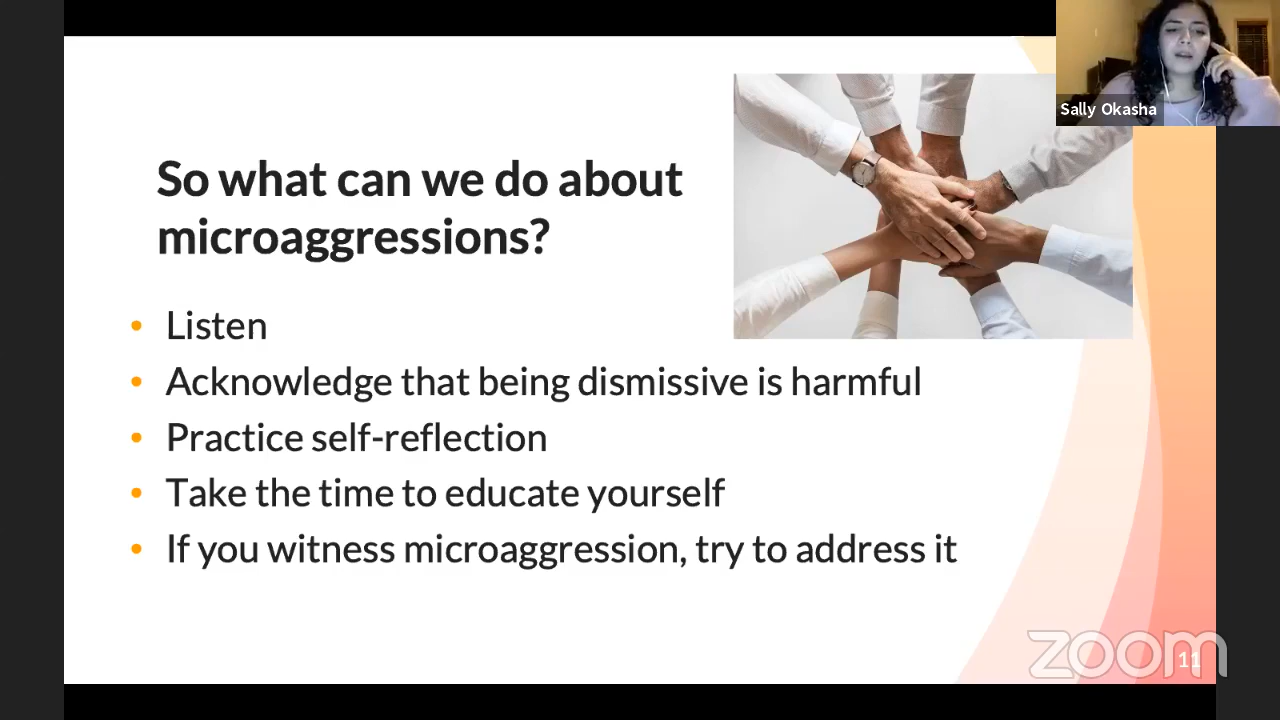 Sally Okasha
So what can we do about
microaggressions?
• Listen
• Acknowledge that being dismissive is harmful
• Practice self-reflection
• Take the time to educate yourself
• If you witness microaggression, try to address it
zoom
11